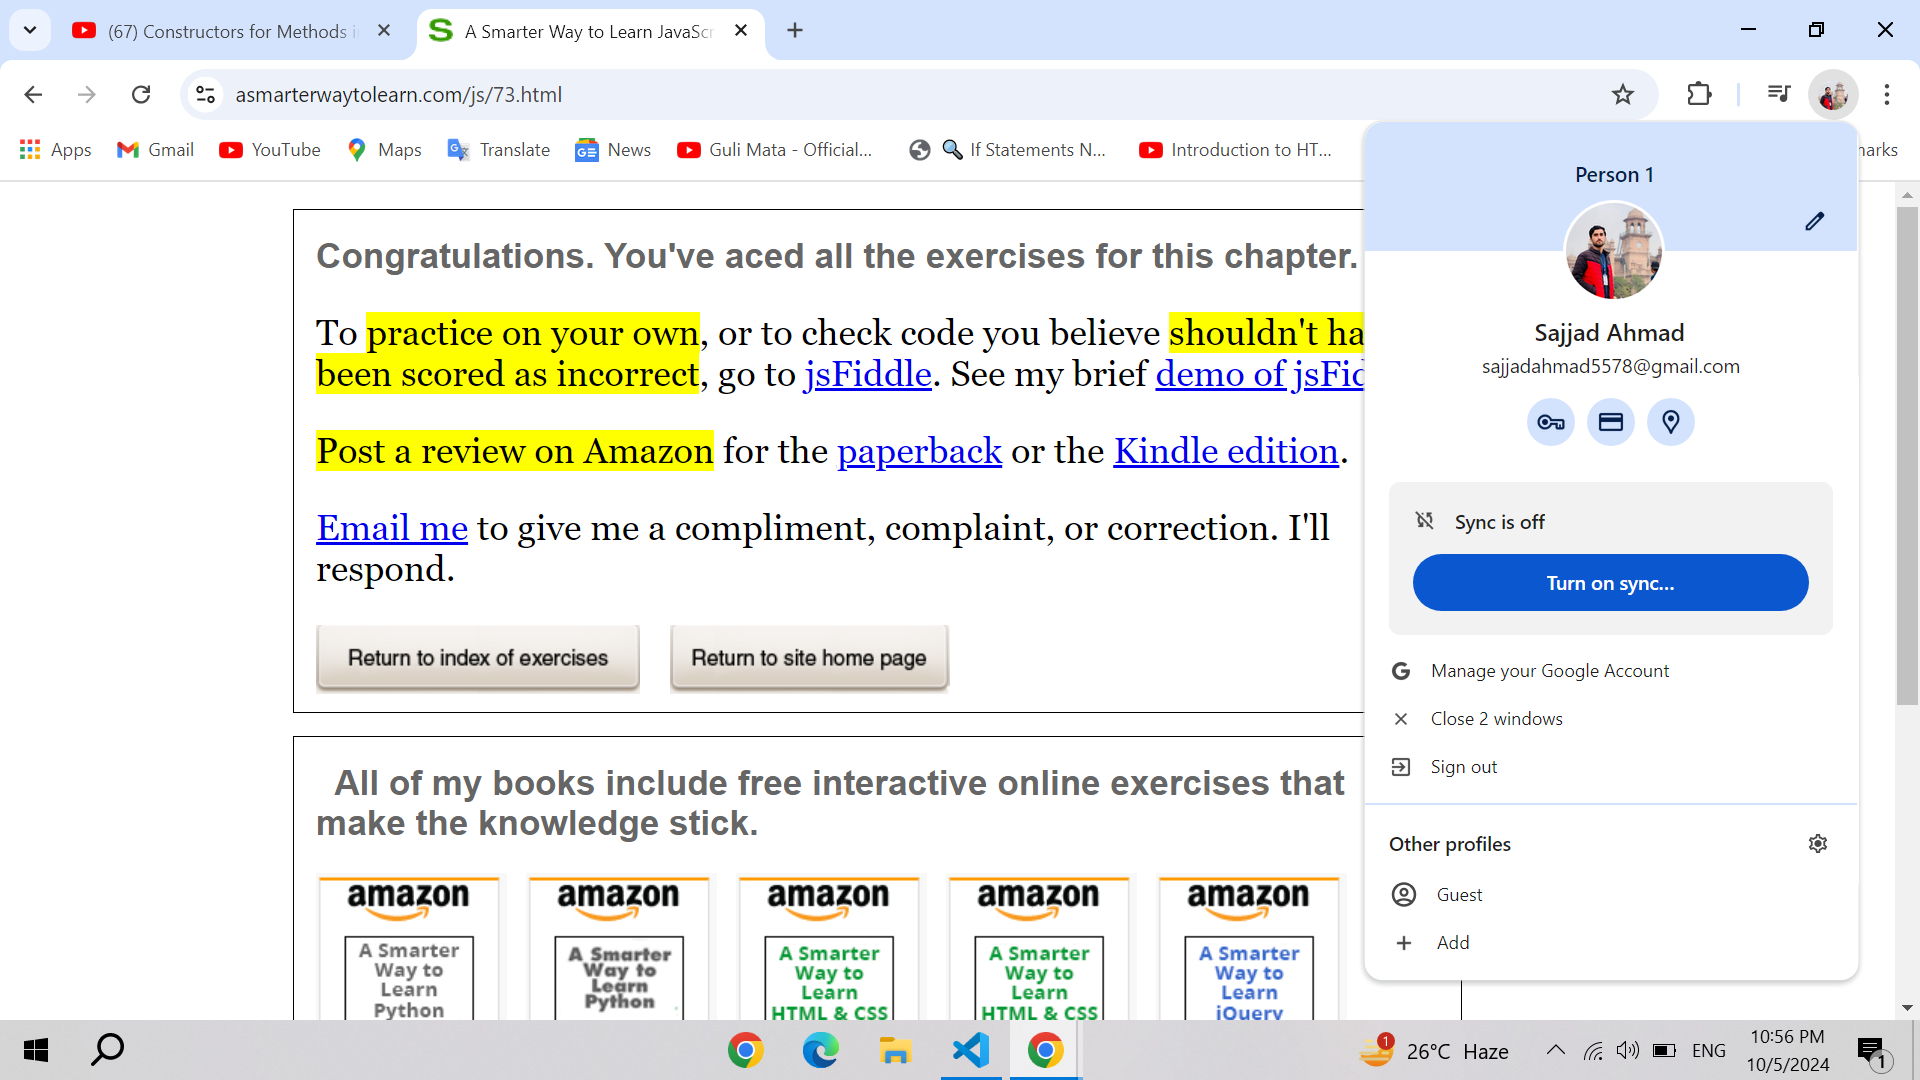 (67) Constructors for Methods i
A Smarter Way to Learn JavaScr
asmarterwaytolearn.com/js/73.html
Apps
Gmail
YouTube
Maps
Translate
News
Guli Mata - Official...
If Statements N...
Introduction to HT...
Congratulations. You've aced all the exercises for this chapter.
To practice on your own, or to check code you believe shouldn't ha
been scored as incorrect, go to jsFiddle. See my brief demo of jsFid
Post a review on Amazon for the paperback or the Kindle edition.
Email me to give me a compliment, complaint, or correction. I'll
respond.
Return to index of exercises
Return to site home page
All of my books include free interactive online exercises that
make the knowledge stick.
amazon
A Smarter
Way to
Learn
Python
amazon
A Smarter
Way to
Learn
Python
amazon
A Smarter
Way to
Learn
HTML & CSS
amazon
A Smarter
Way to
Learn
HTML & CSS
amazon
A Smarter
Way to
Learn
jQuery
Person 1
Sajjad Ahmad
sajjadahmad5578@gmail.com
Sync is off
Turn on sync...
Manage your Google Account
Close 2 windows
Sign out
Other profiles
Guest
Add
1
26°C Haze
ENG
10:56 PM
10/5/2024
1